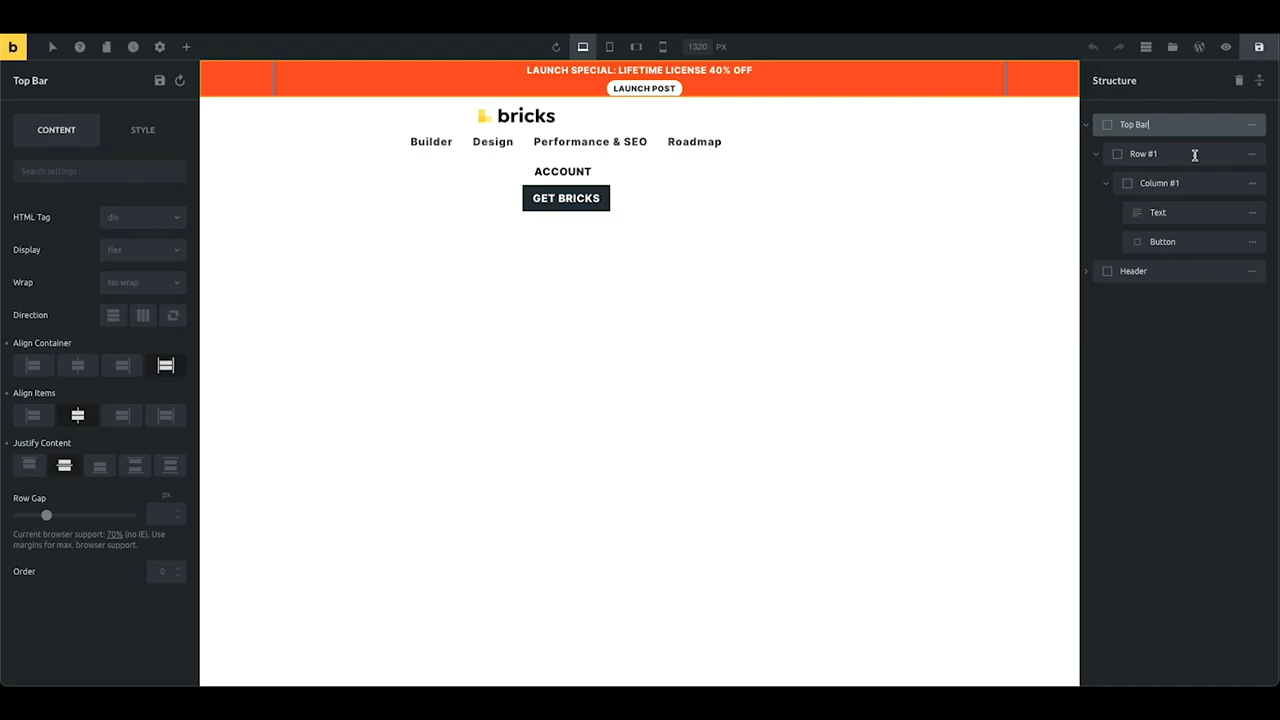 b
1320 PX
Top Bar
CONTENT
STYLE
Search settings...
HTML Tag
div
Display
flex
Wrap
No wrap
Direction
Align Container
Align Items
Justify Content
Row Gap
px
Current browser support: 70% (no IE). Use
margins for max. browser support.
Order
0
LAUNCH SPECIAL: LIFETIME LICENSE 40% OFF
LAUNCH POST
bricks
Builder
Design
Performance & SEO
Roadmap
ACCOUNT
GET BRICKS
Structure
Top Bar
Row #1
Column #1
Text
Button
Header